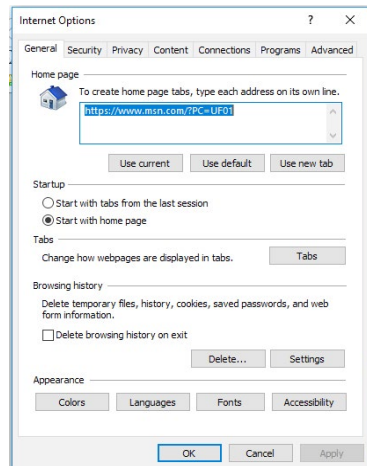 Internet Options ? X
General Security Privacy Content Connections Programs Advanced
Home page
To create home page tabs, type each address on its own line.
https://www.msn.com/?PC=UF01
Use current Use default Use new tab
Startup
Start with tabs from the last session
Start with home page
Tabs
Change how webpages are displayed in tabs. Tabs
Browsing history
Delete temporary files, history, cookies, saved passwords, and web
form information.
Delete browsing history on exit
Delete... Settings
Appearance
Colors Languages Fonts Accessibility
OK Cancel Apply